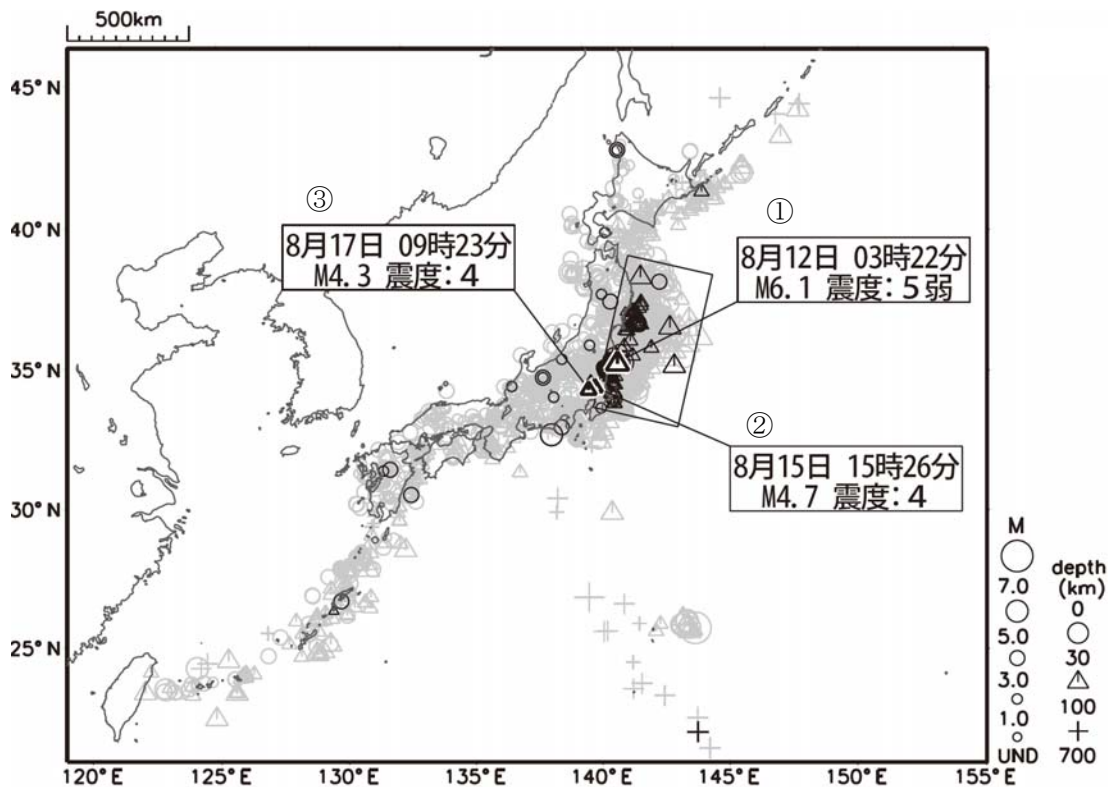 500km
45°N
40°N
35°N
30°N
25°N
③
8月17日 09時23分
M4.3 震度:4
①
8月12日 03時22分
M6.1 震度:5弱
②
8月15日 15時26分
M4.7 震度:4
M
7.0
5.0
3.0
1.0
UND
depth
(km)
0
30
100
700
120°E
125°E
130°E
135°E
140°E
145°E
150°E
155°E